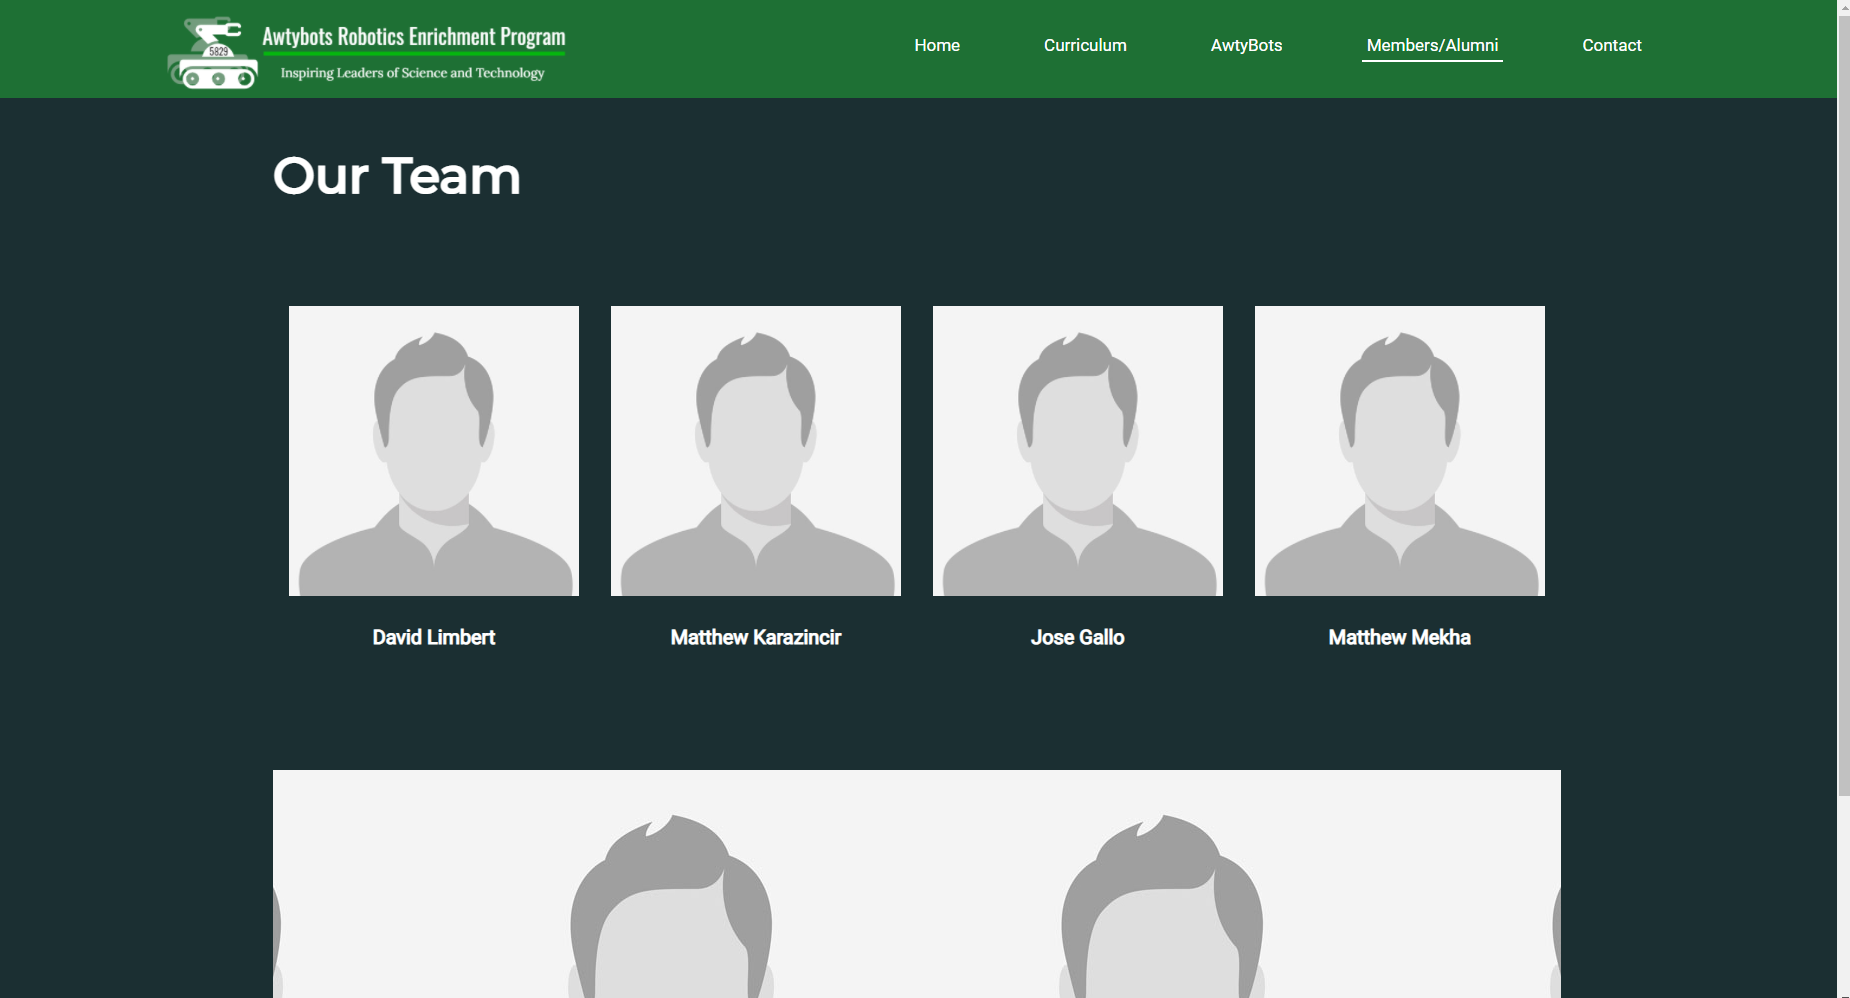 5829
Awtybots Robotics Enrichment Program
Inspiring Leaders of Science and Technology
Home
Curriculum
AwtyBots
Members/Alumni
Contact
Our Team
David Limbert
Matthew Karazincir
Jose Gallo
Matthew Mekha